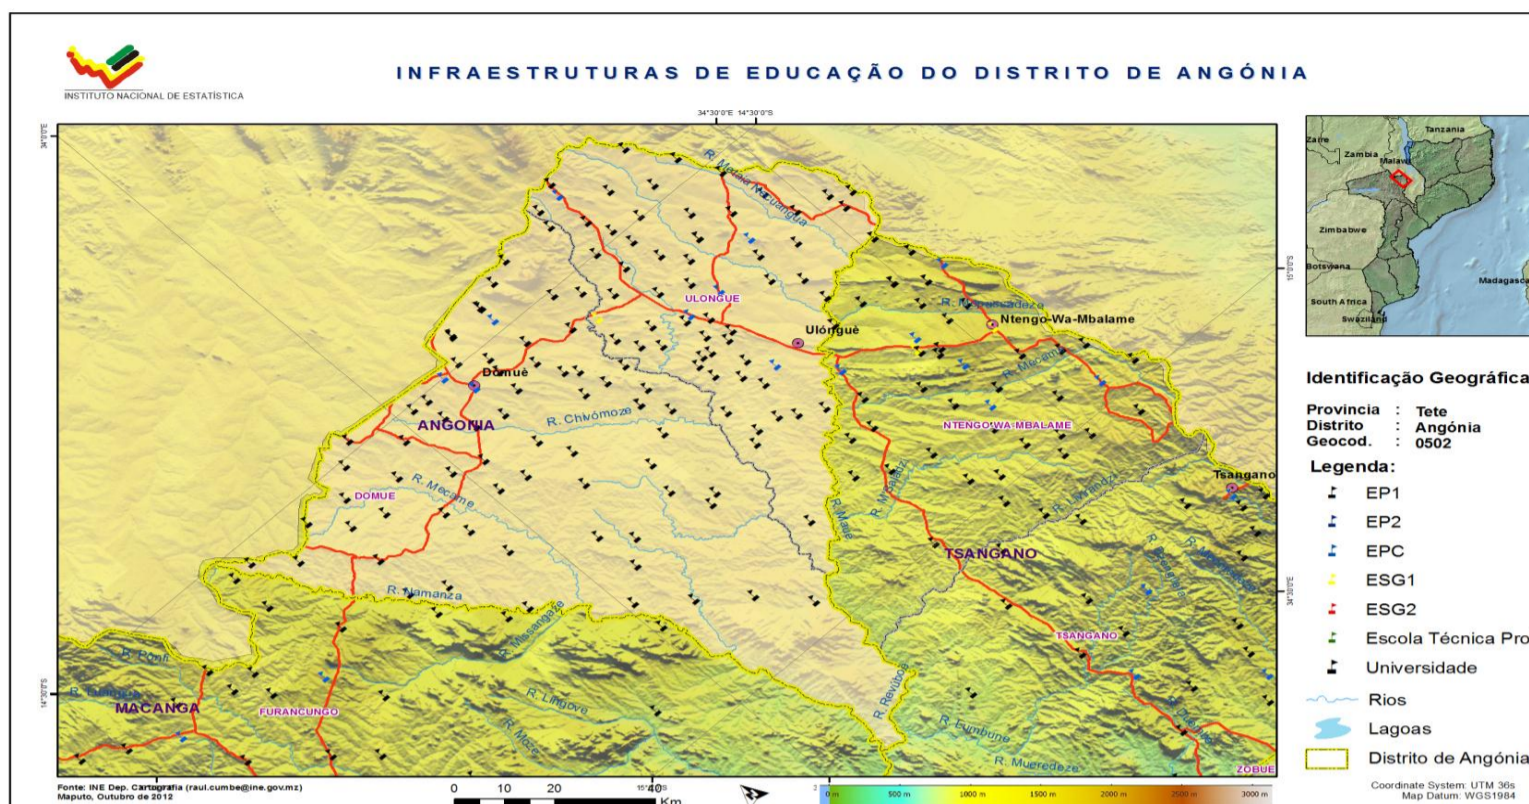 INFRAESTRUTURAS DE EDUCAÇÃO DO DISTRITO DE ANGÓNIA
INSTITUTO NACIONAL DE ESTATÍSTICA
34°30'0"E 14°30'0"S
Tanzania
Zaire
Zambia
Malawi
Zimbabwe
Botswana
Madagasca
South Africa
Swaziland
ULONGUE
Ulónguè
Ntengo-Wa-Mbalame
Domuè
ANGONIA
R. Chivómoze
NTENGO WA MBALAME
Tsangano
DOMUE
R. Mecame
R. Maue
TSANGANO
R. Namanza
R. Missangaze
TSANGANO
R. Ponfi
R. Revúboe
MACANGA
FURANCUNGO
R. Lingove
R. Moze
R. Lumbune
R. Mueredeze
ZOBUE
Identificação Geográfica
Provincia : Tete
Distrito : Angónia
Geocod. : 0502
Legenda:
EP1
EP2
EPC
ESG1
ESG2
Escola Técnica Pro
Universidade
Rios
Lagoas
Distrito de Angónia
Coordinate System: UTM 36s
Map Datum: WGS1984
Fonte: INE Dep. Cartografia (raul.cumbe@ine.gov.mz)
Maputo, Outubro de 2012
0 10 20 40
Km
0 m 500 m 1000 m 1500 m 2000 m 2500 m 3000 m